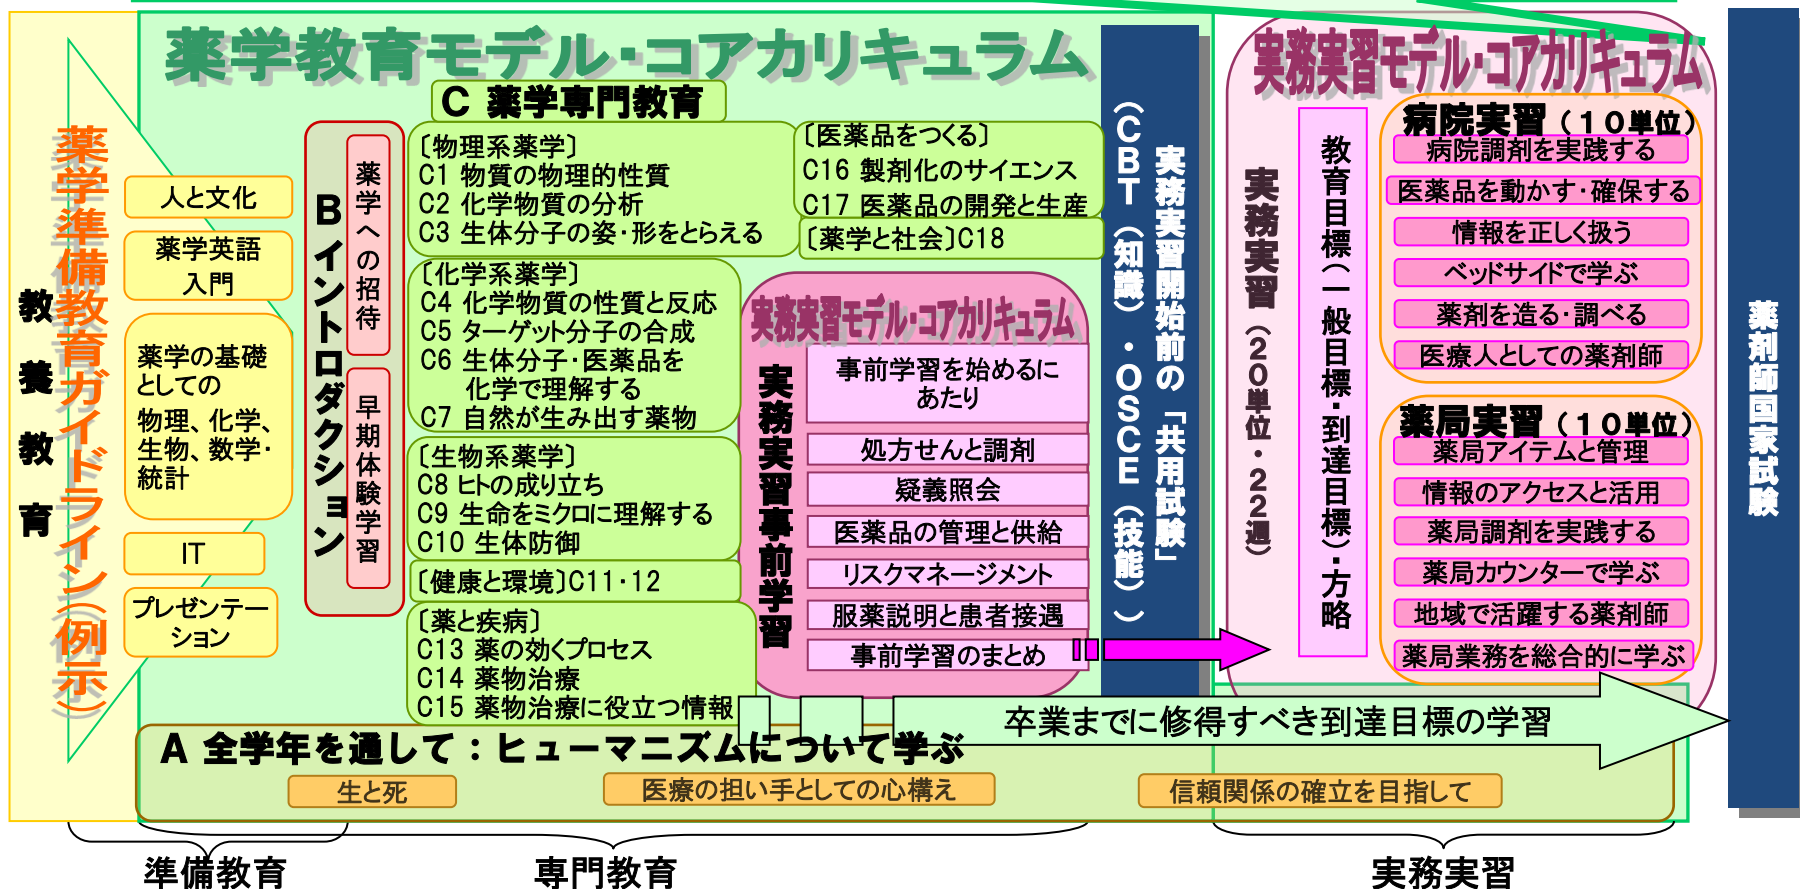 薬学教育モデル・コアカリキュラム
実務実習モデル・コアカリキュラム
教養教育
薬学準備教育ガイドライン(例示)
人と文化
薬学英語
入門
薬学の基礎
としての
物理、化学、
生物、数学・
統計
IT
プレゼンテー
ション
B イントロダクション
薬学への招待
早期体験学習
C 薬学専門教育
〔物理系薬学〕
C1 物質の物理的性質
C2 化学物質の分析
C3 生体分子の姿・形をとらえる
〔化学系薬学〕
C4 化学物質の性質と反応
C5 ターゲット分子の合成
C6 生体分子・医薬品を
化学で理解する
C7 自然が生み出す薬物
〔生物系薬学〕
C8 ヒトの成り立ち
C9 生命をミクロに理解する
C10 生体防御
〔健康と環境〕C11・12
〔薬と疾病〕
C13 薬の効くプロセス
C14 薬物治療
C15 薬物治療に役立つ情報
〔医薬品をつくる〕
C16 製剤化のサイエンス
C17 医薬品の開発と生産
〔薬学と社会〕C18
実務実習モデル・コアカリキュラム
実務実習事前学習
事前学習を始めるに
あたり
処方せんと調剤
疑義照会
医薬品の管理と供給
リスクマネージメント
服薬説明と患者接遇
事前学習のまとめ
実務実習開始前の「共用試験」
(CBT(知識)・OSCE(技能))
実務実習(20単位・22週)
教育目標(一般目標・到達目標)・方略
病院実習(10単位)
病院調剤を実践する
医薬品を動かす・確保する
情報を正しく扱う
ベッドサイドで学ぶ
薬剤を造る・調べる
医療人としての薬剤師
薬局実習(10単位)
薬局アイテムと管理
情報のアクセスと活用
薬局調剤を実践する
薬局カウンターで学ぶ
地域で活躍する薬剤師
薬局業務を総合的に学ぶ
薬剤師国家試験
卒業までに修得すべき到達目標の学習
A 全学年を通して:ヒューマニズムについて学ぶ
生と死
医療の担い手としての心構え
信頼関係の確立を目指して
準備教育
専門教育
実務実習